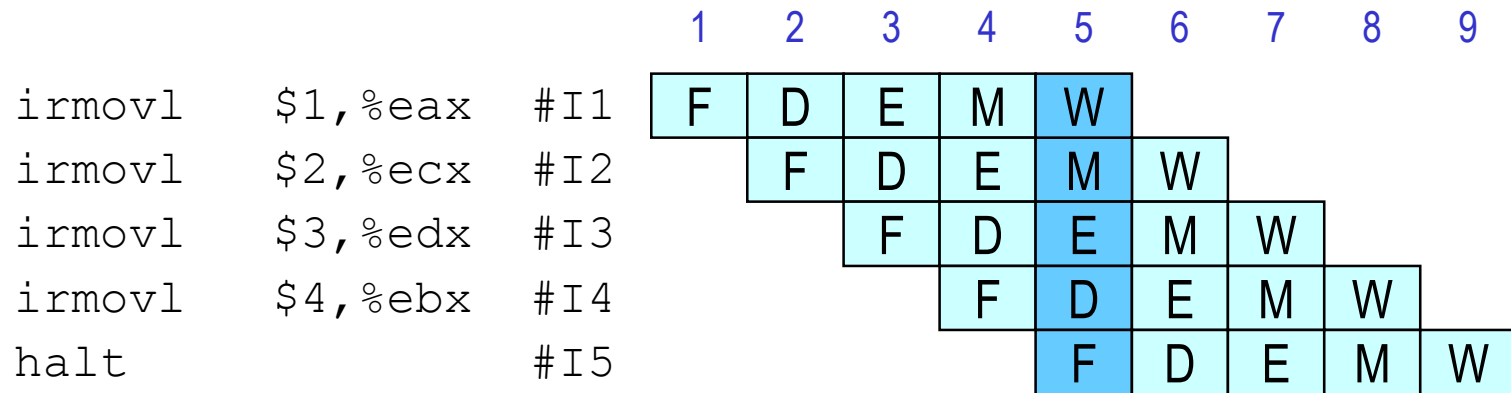 1 2 3 4 5 6 7 8 9
irmovl $1,%eax #I1 F D E M W
irmovl $2,%ecx #I2 F D E M W
irmovl $3,%edx #I3 F D E M W
irmovl $4,%ebx #I4 F D E M W
halt #I5 F D E M W